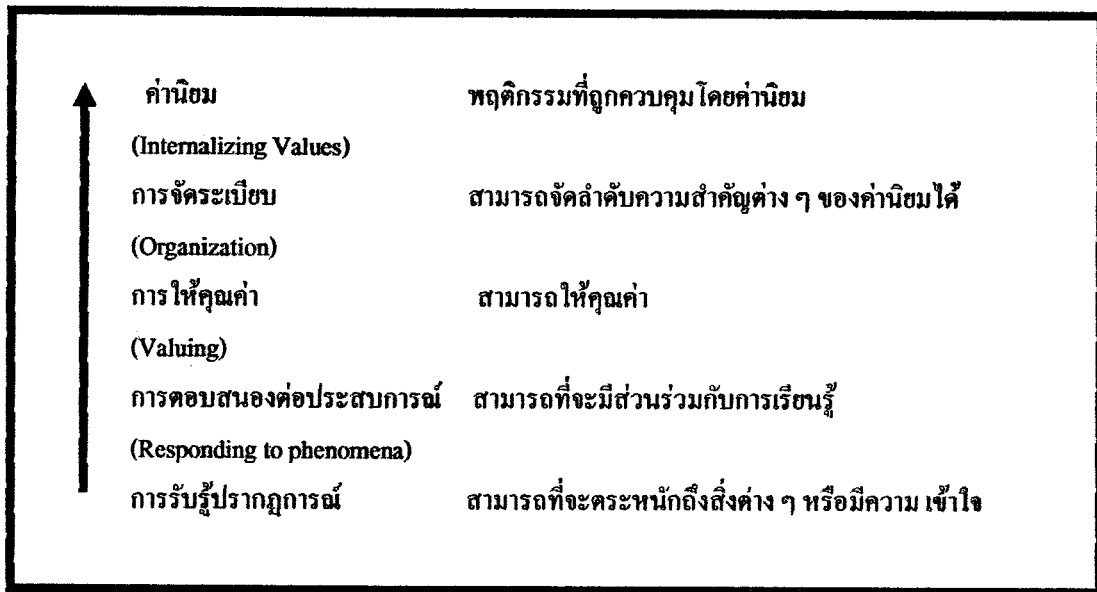 ค่านิยม พฤติกรรมที่ถูกควบคุมโดยค่านิยม
(Internalizing Values)
การจัดระเบียบ สามารถจัดลำดับความสำคัญต่าง ๆ ของค่านิยมได้
(Organization)
การให้คุณค่า สามารถให้คุณค่า
(Valuing)
การตอบสนองต่อประสบการณ์ สามารถที่จะมีส่วนร่วมกับการเรียนรู้
(Responding to phenomena)
การรับรู้ปรากฏการณ์ สามารถที่จะตระหนักถึงสิ่งต่าง ๆ หรือมีความ เข้าใจ